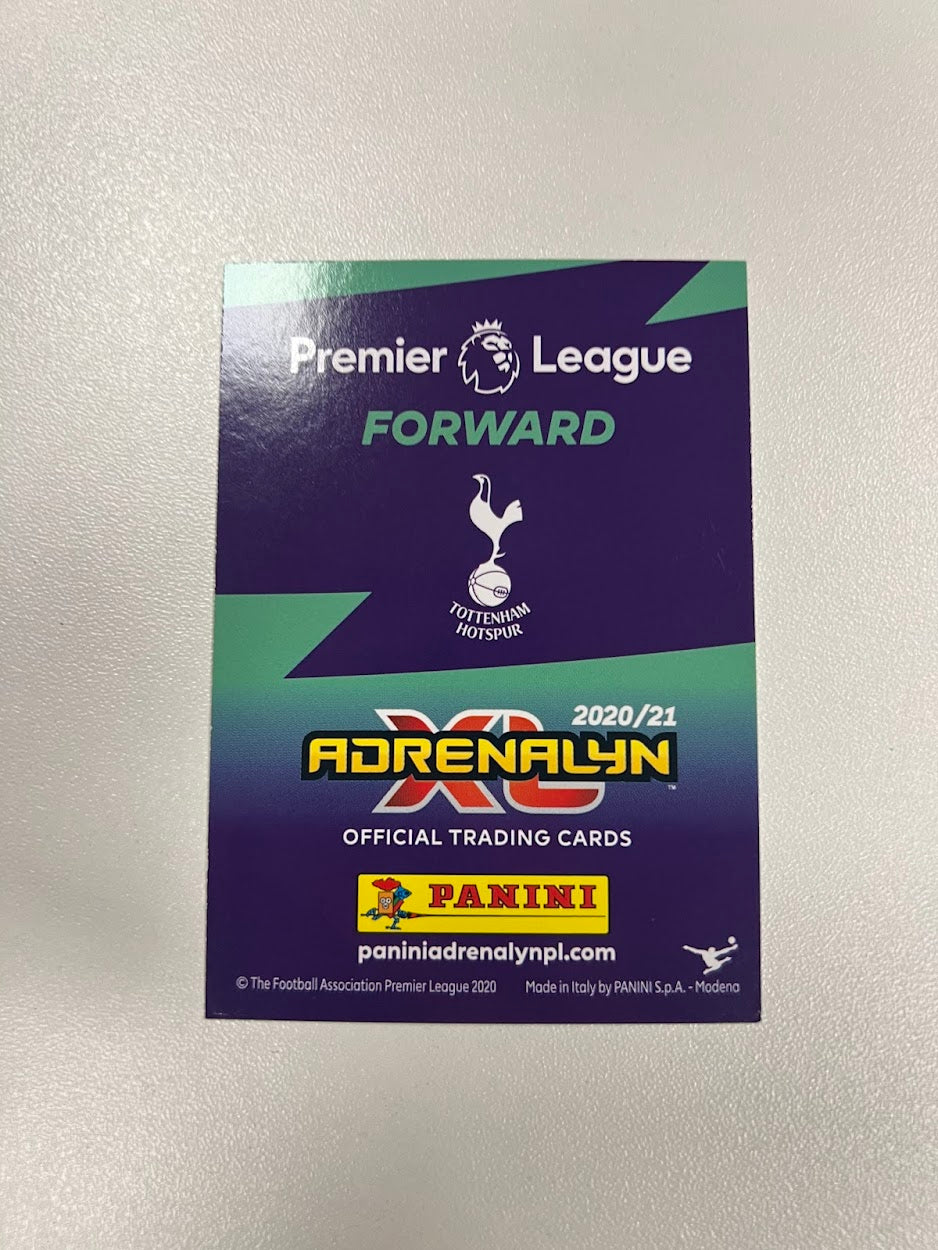 Premier League
FORWARD
TOTTENHAM
HOTSPUR
2020/21
ADRENALYN XL™
OFFICIAL TRADING CARDS
PANINI
paniniadrenalynpl.com
© The Football Association Premier League 2020 Made in Italy by PANINI S.p.A. - Modena